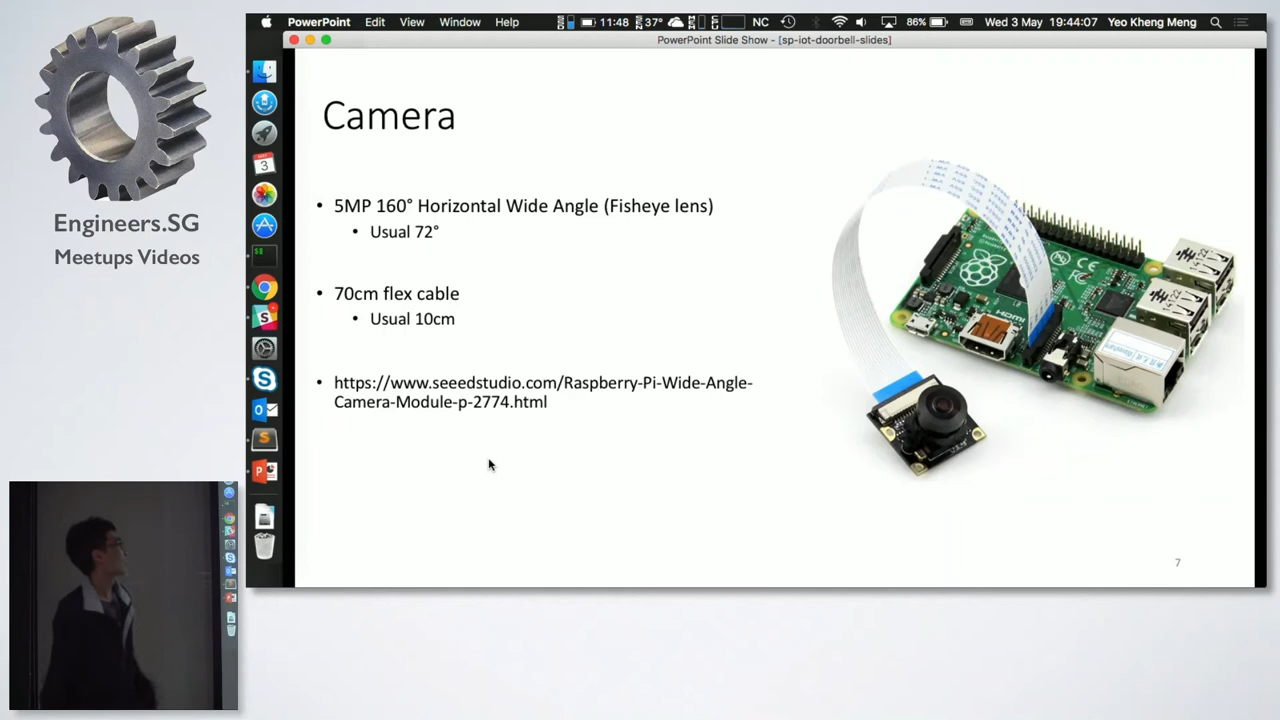 PowerPoint Edit View Window Help 11:48 37° NC 86% Wed 3 May 19:44:07 Yeo Kheng Meng
PowerPoint Slide Show - [sp-iot-doorbell-slides]
Engineers.SG
Meetups Videos
Camera
• 5MP 160° Horizontal Wide Angle (Fisheye lens)
• Usual 72°
• 70cm flex cable
• Usual 10cm
• https://www.seeedstudio.com/Raspberry-Pi-Wide-Angle-
Camera-Module-p-2774.html
HDMI
7